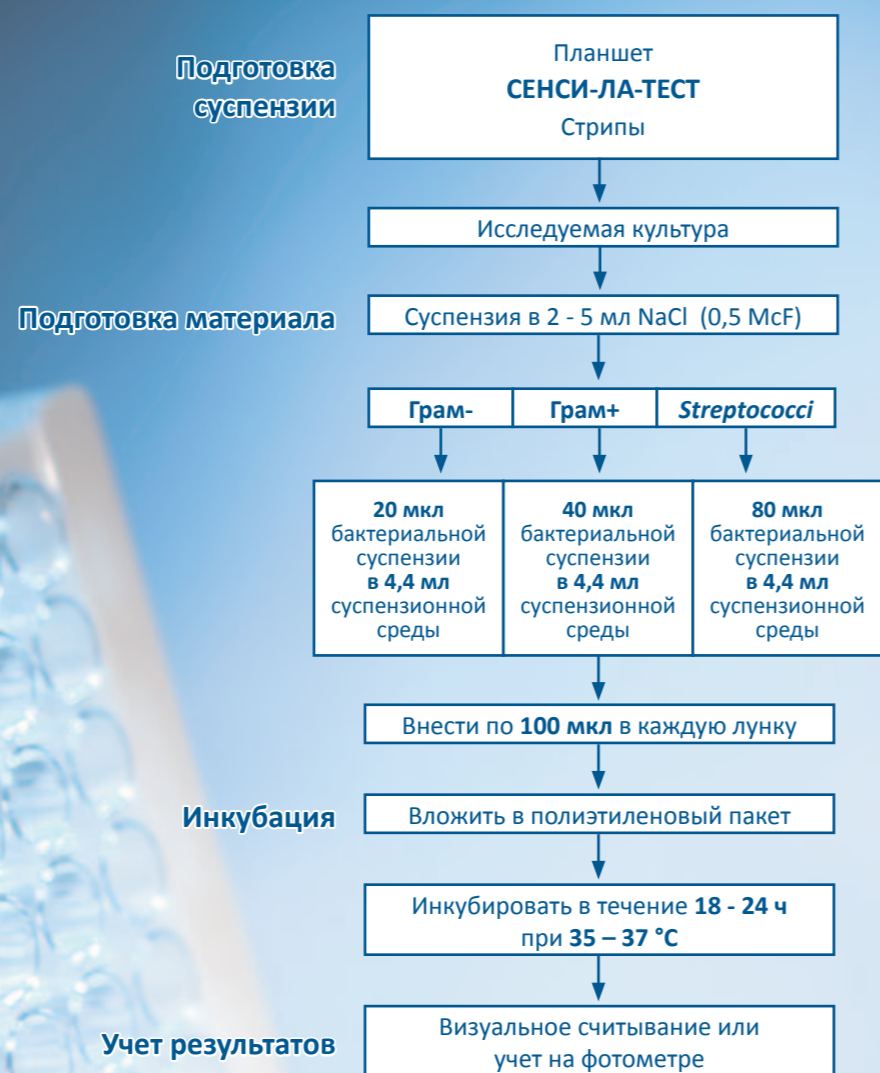 Подготовка
суспензии
Планшет
СЕНСИ-ЛА-ТЕСТ
Стрипы
Исследуемая культура
Подготовка материала
Суспензия в 2 - 5 мл NaCl (0,5 McF)
Грам-
Грам+
Streptococci
20 мкл
бактериальной
суспензии
в 4,4 мл
суспензионной
среды
40 мкл
бактериальной
суспензии
в 4,4 мл
суспензионной
среды
80 мкл
бактериальной
суспензии
в 4,4 мл
суспензионной
среды
Внести по 100 мкл в каждую лунку
Инкубация
Вложить в полиэтиленовый пакет
Инкубировать в течение 18 - 24 ч
при 35 – 37 °C
Учет результатов
Визуальное считывание или
учет на фотометре